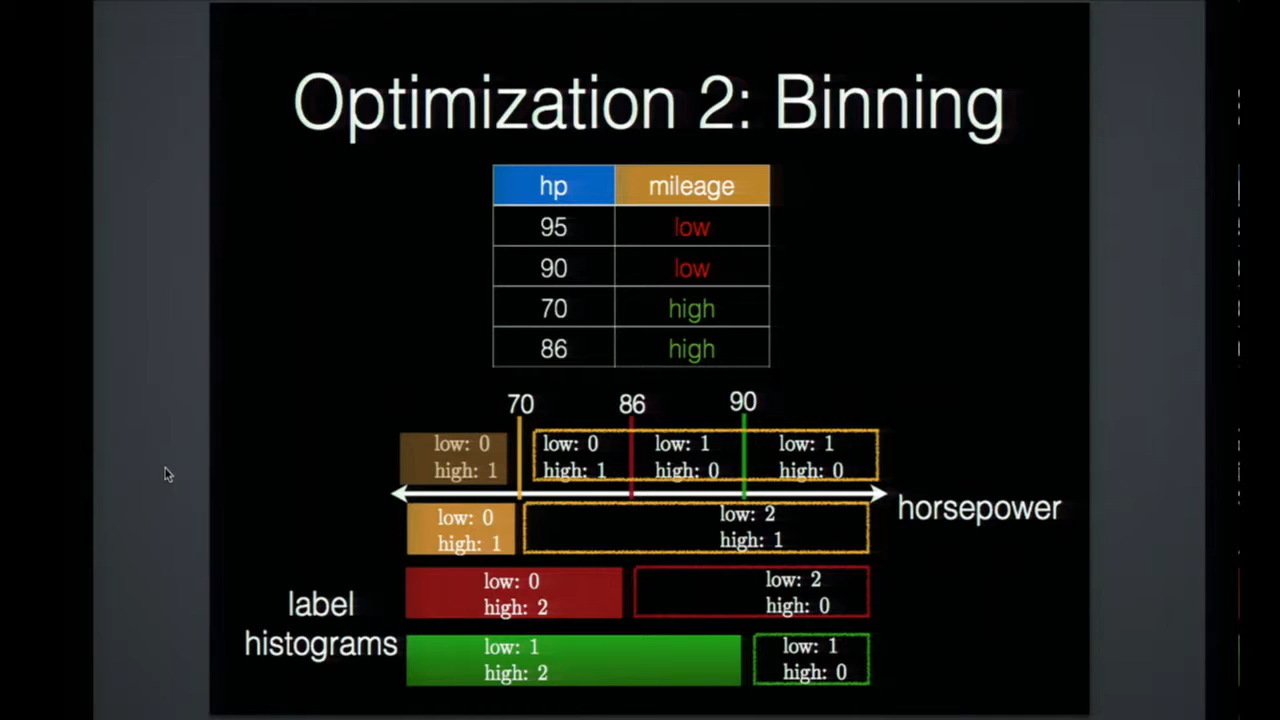 Optimization 2: Binning
hp mileage
95 low
90 low
70 high
86 high
70 86 90
low: 0 low: 0 low: 1 low: 1
high: 1 high: 1 high: 0 high: 0
horsepower
low: 0 low: 2
high: 1 high: 1
low: 0 low: 2
high: 2 high: 0
label
histograms
low: 1 low: 1
high: 2 high: 0